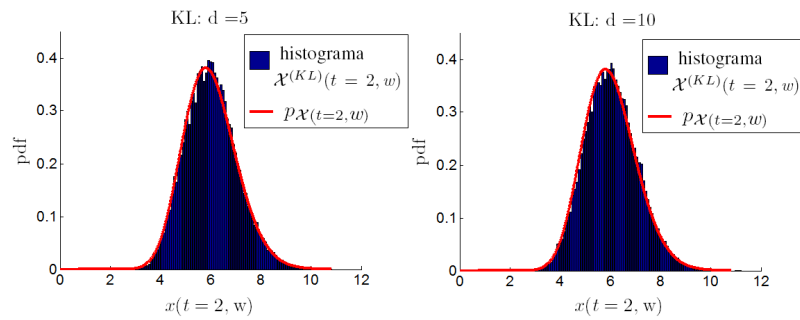 KL: d =5
0.4
0.3
0.2
0.1
0
pdf
0 2 4 6 8 10 12
x(t = 2, w)
histograma
𝒳^(KL)(t = 2, w)
p_𝒳(t=2,w)
KL: d =10
0.4
0.3
0.2
0.1
0
pdf
0 2 4 6 8 10 12
x(t = 2, w)
histograma
𝒳^(KL)(t = 2, w)
p_𝒳(t=2,w)